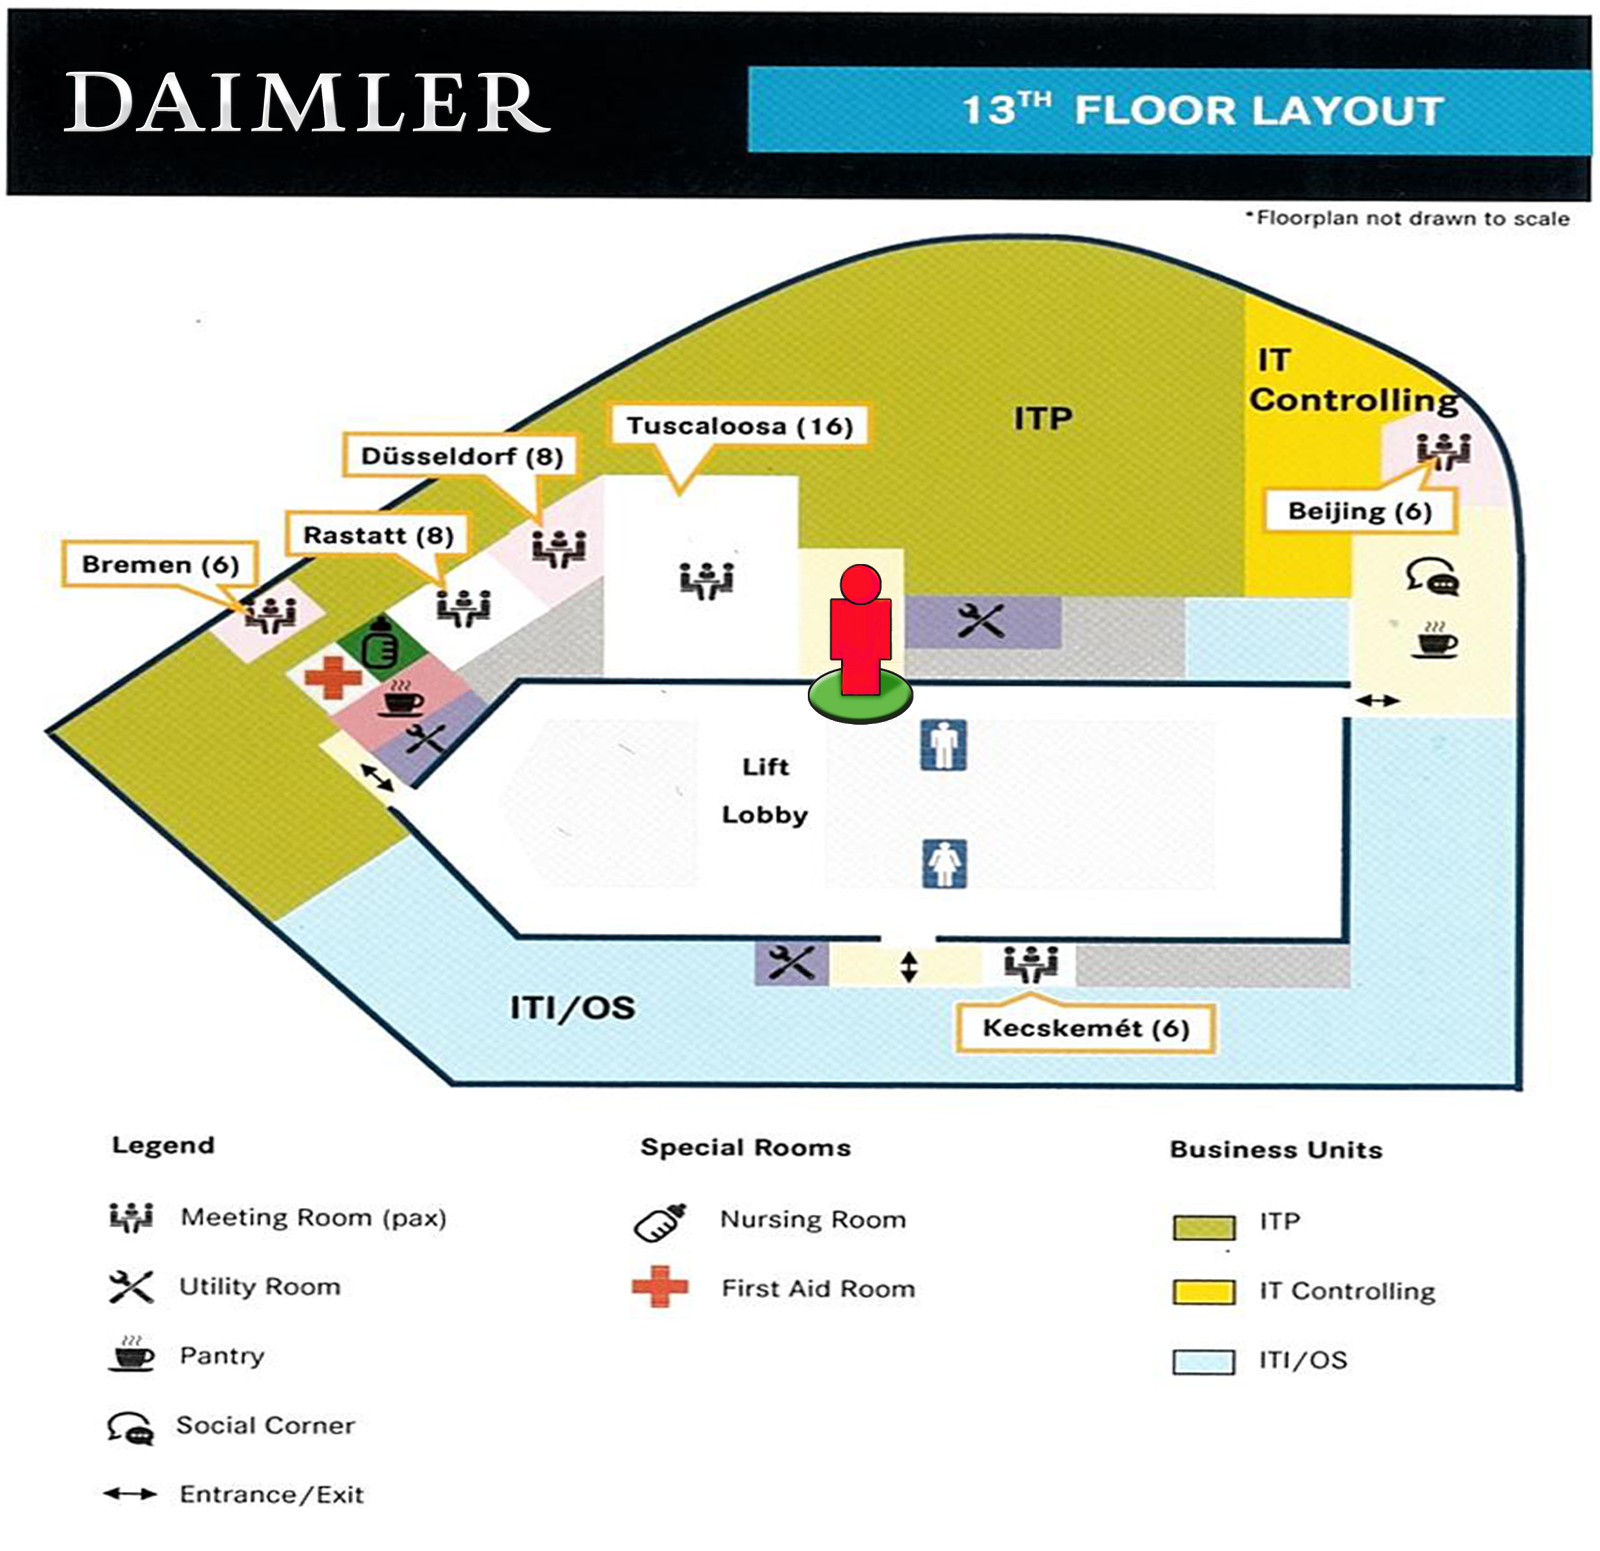 DAIMLER
13TH FLOOR LAYOUT
*Floorplan not drawn to scale
IT
Controlling
ITP
Tuscaloosa (16)
Düsseldorf (8)
Rastatt (8)
Bremen (6)
Beijing (6)
Lift
Lobby
ITI/OS
Kecskemét (6)
Legend
Meeting Room (pax)
Utility Room
Pantry
Social Corner
Entrance/Exit
Special Rooms
Nursing Room
First Aid Room
Business Units
ITP
IT Controlling
ITI/OS